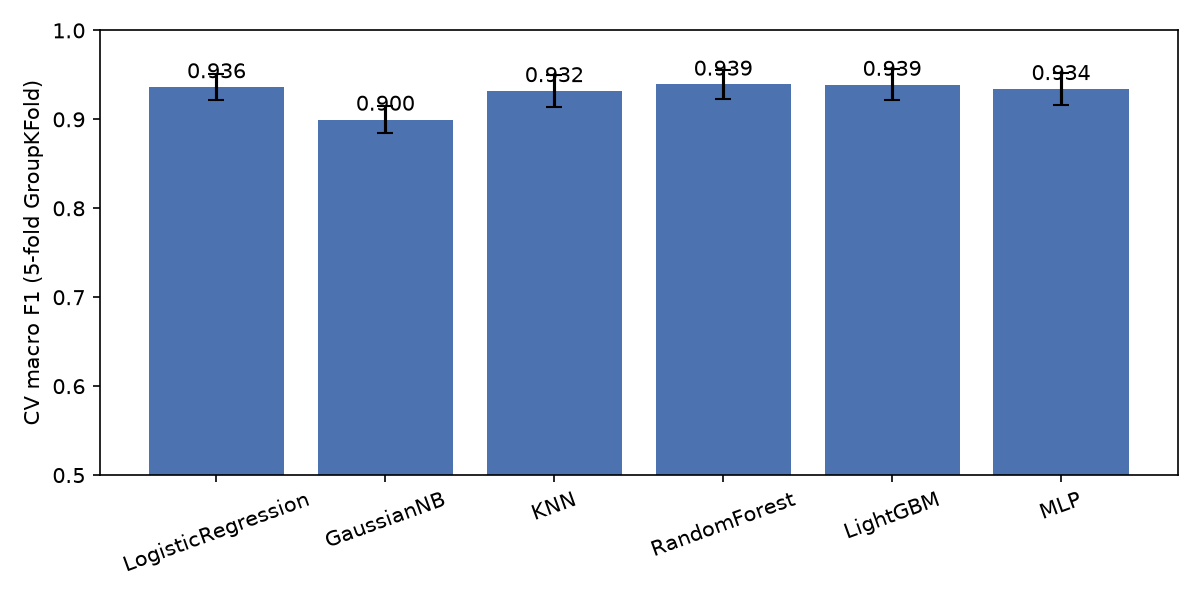 CV macro F1 (5-fold GroupKFold)
1.0
0.9
0.8
0.7
0.6
0.5
0.936
0.900
0.932
0.939
0.939
0.934
LogisticRegression
GaussianNB
KNN
RandomForest
LightGBM
MLP